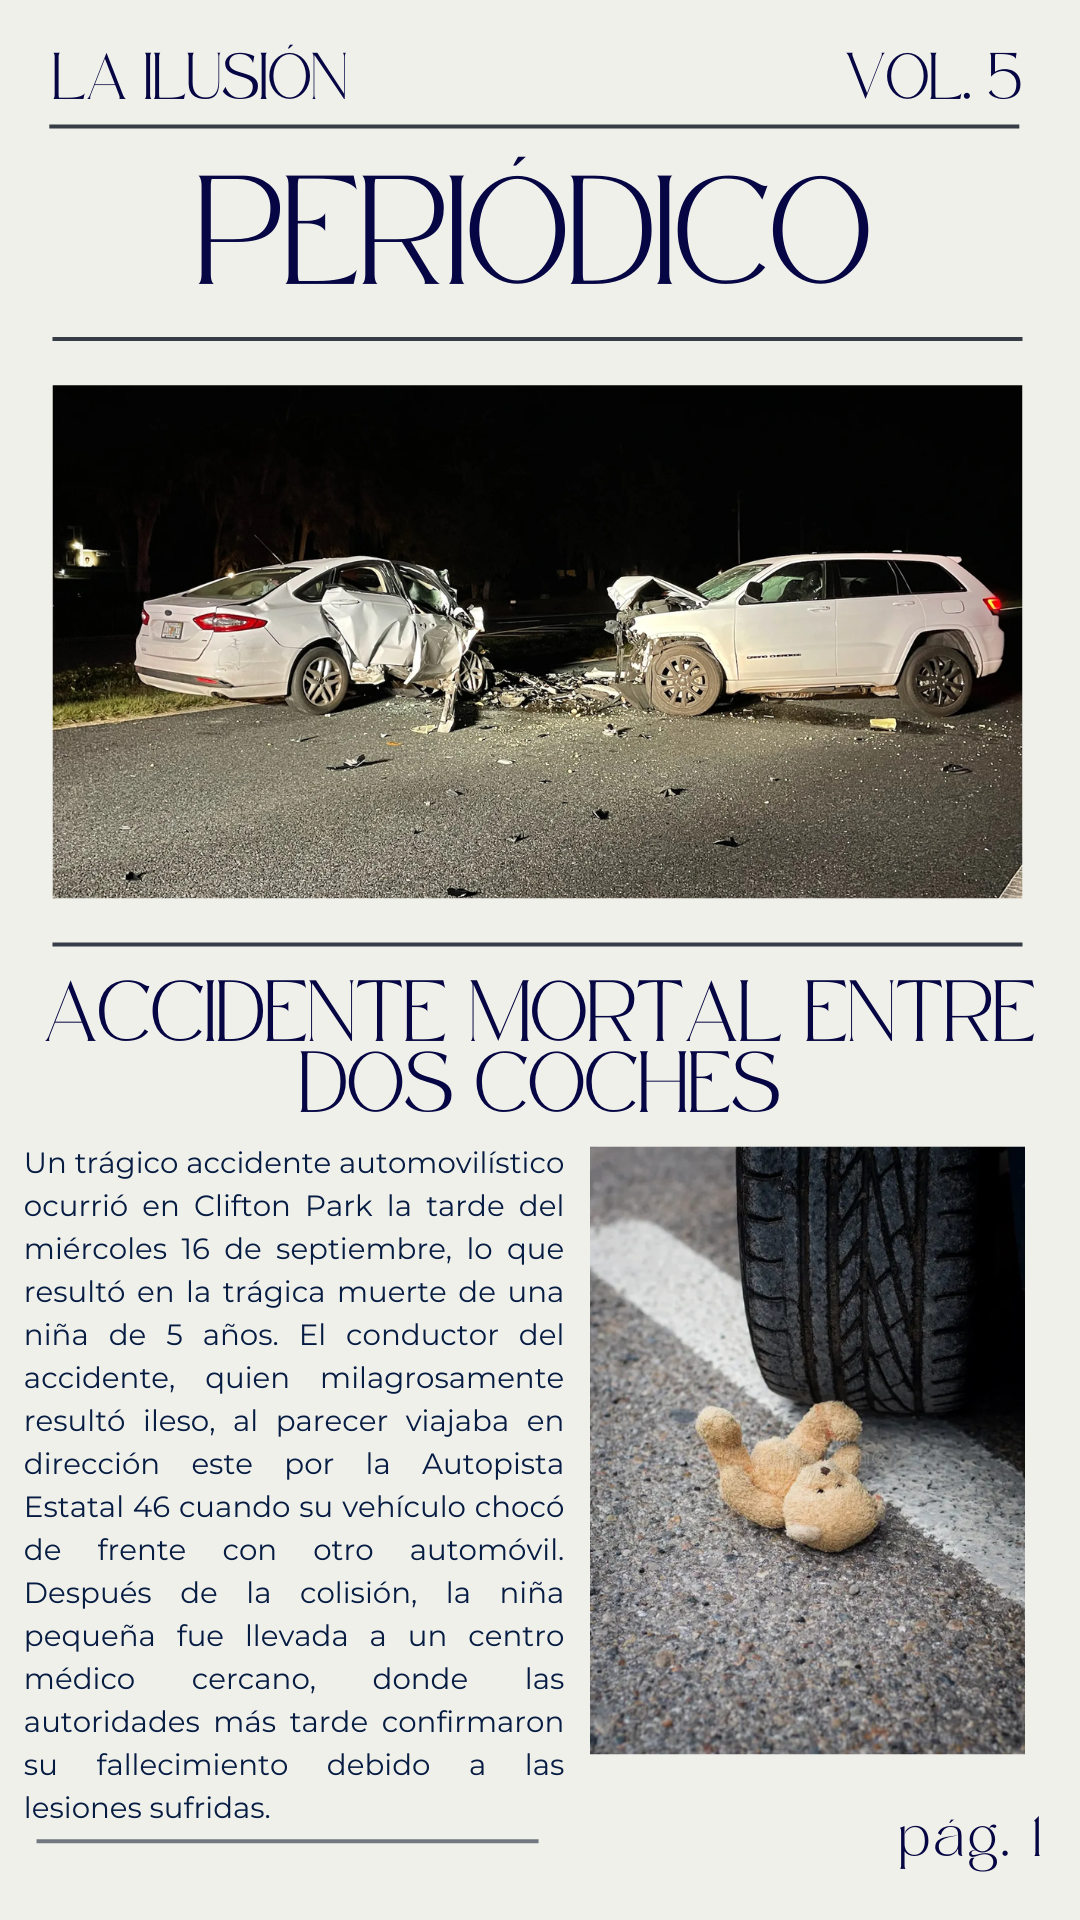 LA ILUSIÓN
VOL. 5
PERIÓDICO
GRAND CHEROKEE
ACCIDENTE MORTAL ENTRE
DOS COCHES
Un trágico accidente automovilístico
ocurrió en Clifton Park la tarde del
miércoles 16 de septiembre, lo que
resultó en la trágica muerte de una
niña de 5 años. El conductor del
accidente, quien milagrosamente
resultó ileso, al parecer viajaba en
dirección este por la Autopista
Estatal 46 cuando su vehículo chocó
de frente con otro automóvil.
Después de la colisión, la niña
pequeña fue llevada a un centro
médico cercano, donde las
autoridades más tarde confirmaron
su fallecimiento debido a las
lesiones sufridas.
pág. 1